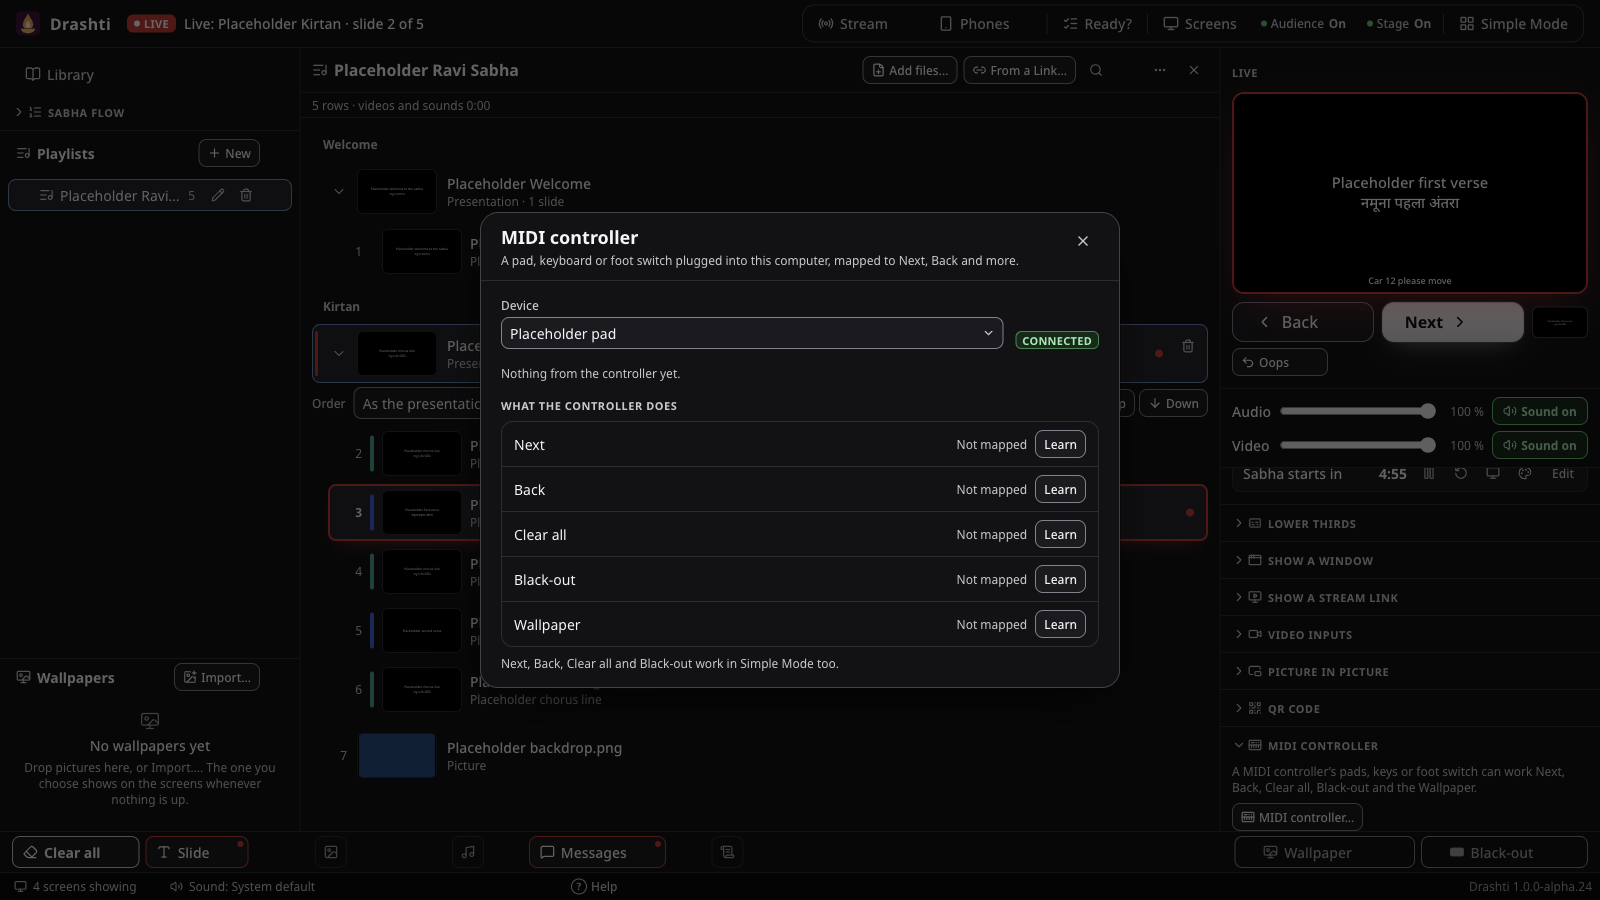 Drashti
LIVE
Live: Placeholder Kirtan · slide 2 of 5
Stream
Phones
Ready?
Screens
Audience On
Stage On
Simple Mode
Library
SABHA FLOW
Playlists
New
Placeholder Ravi... 5
Wallpapers
Import...
No wallpapers yet
Drop pictures here, or Import.... The one you
choose shows on the screens whenever
nothing is up.
Placeholder Ravi Sabha
Add files...
From a Link...
5 rows · videos and sounds 0:00
Welcome
Placeholder Welcome
Presentation · 1 slide
1
Kirtan
Order
As the presentatic
Down
2
3
4
5
6
Placeholder chorus line
7
Placeholder backdrop.png
Picture
MIDI controller
A pad, keyboard or foot switch plugged into this computer, mapped to Next, Back and more.
Device
Placeholder pad
CONNECTED
Nothing from the controller yet.
WHAT THE CONTROLLER DOES
Next Not mapped Learn
Back Not mapped Learn
Clear all Not mapped Learn
Black-out Not mapped Learn
Wallpaper Not mapped Learn
Next, Back, Clear all and Black-out work in Simple Mode too.
LIVE
Placeholder first verse
नमूना पहला अंतरा
Car 12 please move
Back
Next
Oops
Audio 100 % Sound on
Video 100 % Sound on
Sabha starts in 4:55 Edit
LOWER THIRDS
SHOW A WINDOW
SHOW A STREAM LINK
VIDEO INPUTS
PICTURE IN PICTURE
QR CODE
MIDI CONTROLLER
A MIDI controller's pads, keys or foot switch can work Next,
Back, Clear all, Black-out and the Wallpaper.
MIDI controller...
Clear all
Slide
Messages
Wallpaper
Black-out
4 screens showing
Sound: System default
Help
Drashti 1.0.0-alpha.24